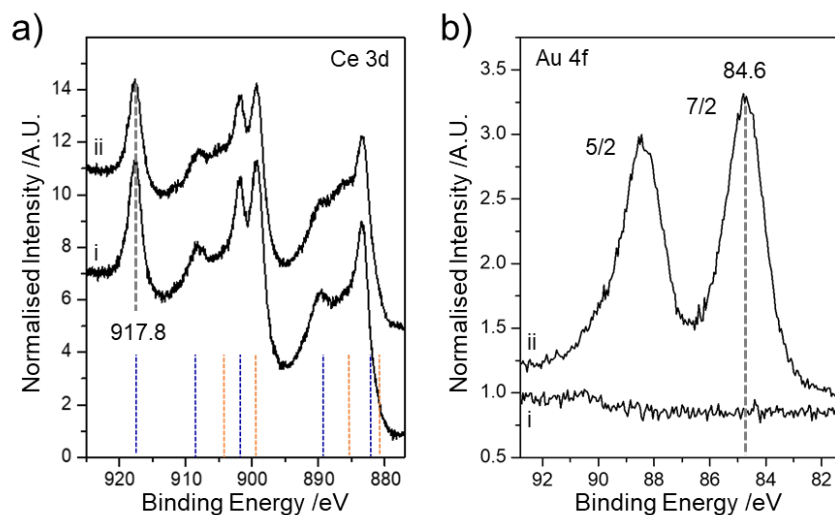 a)
Ce 3d
14
12
10
8
6
4
2
0
ii
i
917.8
920
910
900
890
880
Normalised Intensity /A.U.
Binding Energy /eV
b)
Au 4f
84.6
7/2
5/2
3.5
3.0
2.5
2.0
1.5
1.0
0.5
ii
i
92
90
88
86
84
82
Normalised Intensity /A.U.
Binding Energy /eV